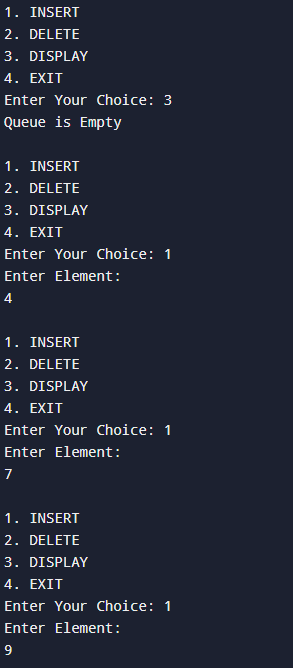 1. INSERT
2. DELETE
3. DISPLAY
4. EXIT
Enter Your Choice: 3
Queue is Empty
1. INSERT
2. DELETE
3. DISPLAY
4. EXIT
Enter Your Choice: 1
Enter Element:
4
1. INSERT
2. DELETE
3. DISPLAY
4. EXIT
Enter Your Choice: 1
Enter Element:
7
1. INSERT
2. DELETE
3. DISPLAY
4. EXIT
Enter Your Choice: 1
Enter Element:
9